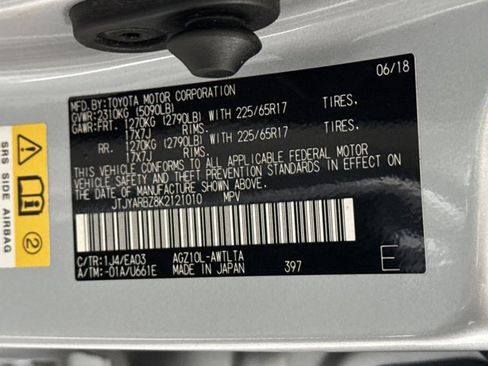 06/18
MFD.BY:TOYOTA MOTOR CORPORATION
GVWR:2310KG (5090LB)
GAWR:FRT. 1270KG (2790LB) WITH 225/65R17 TIRES,
17X7J RIMS.
RR. 1270KG (2790LB) WITH 225/65R17 TIRES,
17X7J RIMS.
THIS VEHICLE CONFORMS TO ALL APPLICABLE FEDERAL MOTOR
VEHICLE SAFETY AND THEFT PREVENTION STANDARDS IN EFFECT ON
THE DATE OF MANUFACTURE SHOWN ABOVE.
JTJYARBZ8K2121010 MPV
C/TR:1J4/EA03 AGZ10L-AWTLTA
A/TM:-01A/U661E MADE IN JAPAN 397 E
SRS SIDE AIRBAG
2